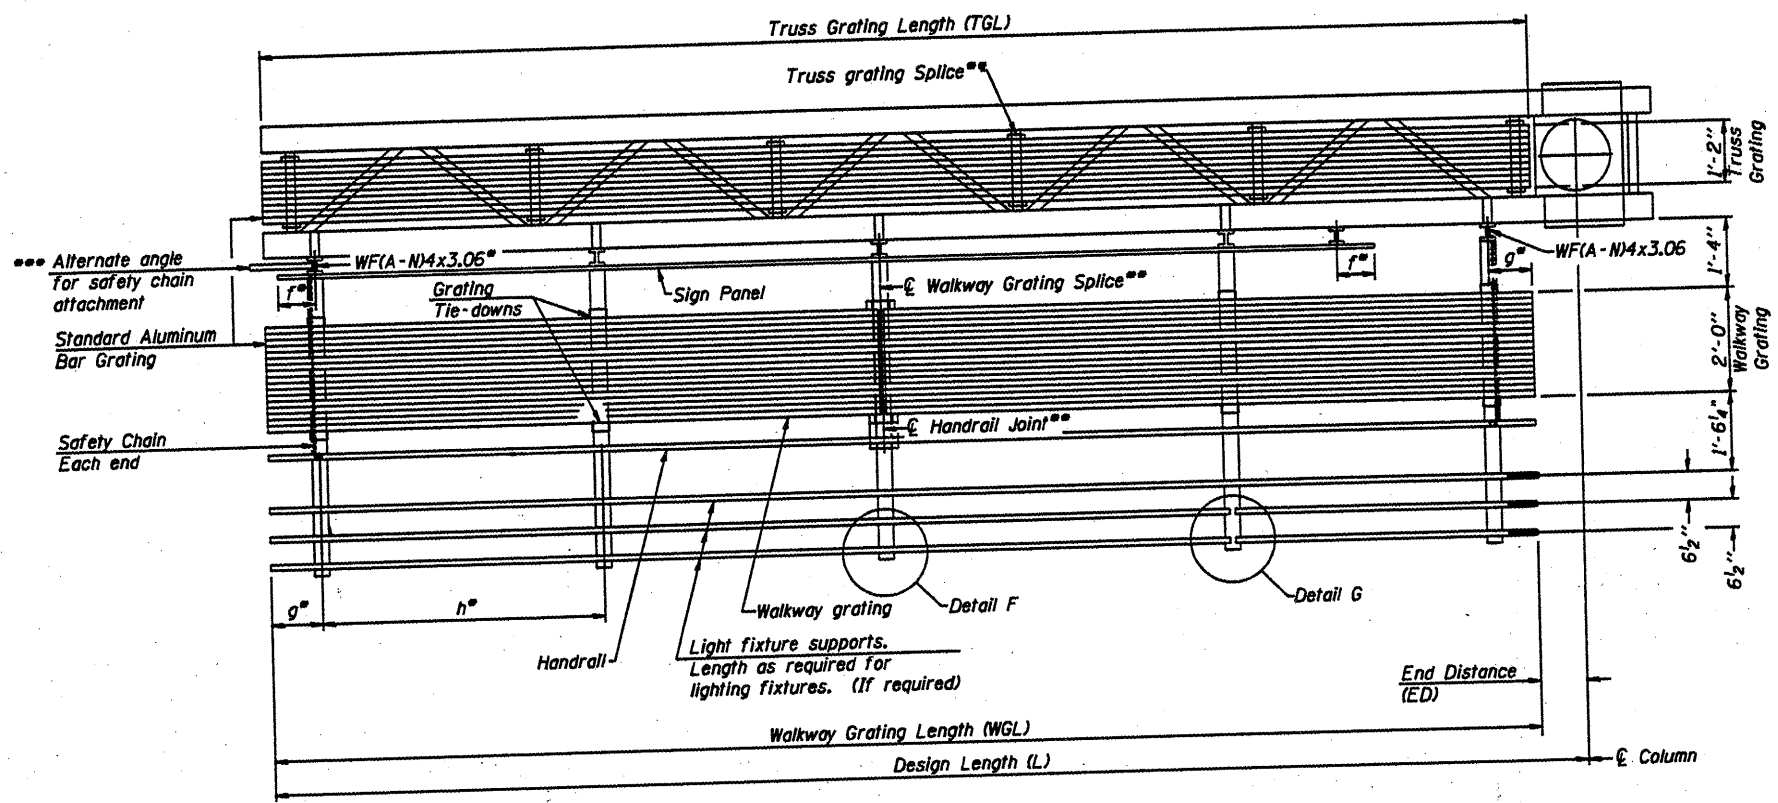 Truss Grating Length (TGL)
Truss grating Splice**
1'-2"
Truss
Grating
*** Alternate angle
for safety chain
attachment
WF(A-N)4x3.06*
f*
Sign Panel
Grating
Tie-downs
℄ Walkway Grating Splice**
f*
g*
WF(A-N)4x3.06
1'-4"
Standard Aluminum
Bar Grating
2'-0"
Walkway
Grating
Safety Chain
Each end
℄ Handrail Joint**
1'-6¼"
6½"
6½"
g*
h*
Walkway grating
Detail F
Detail G
Handrail
Light fixture supports.
Length as required for
lighting fixtures. (If required)
End Distance
(ED)
Walkway Grating Length (WGL)
Design Length (L)
℄ Column